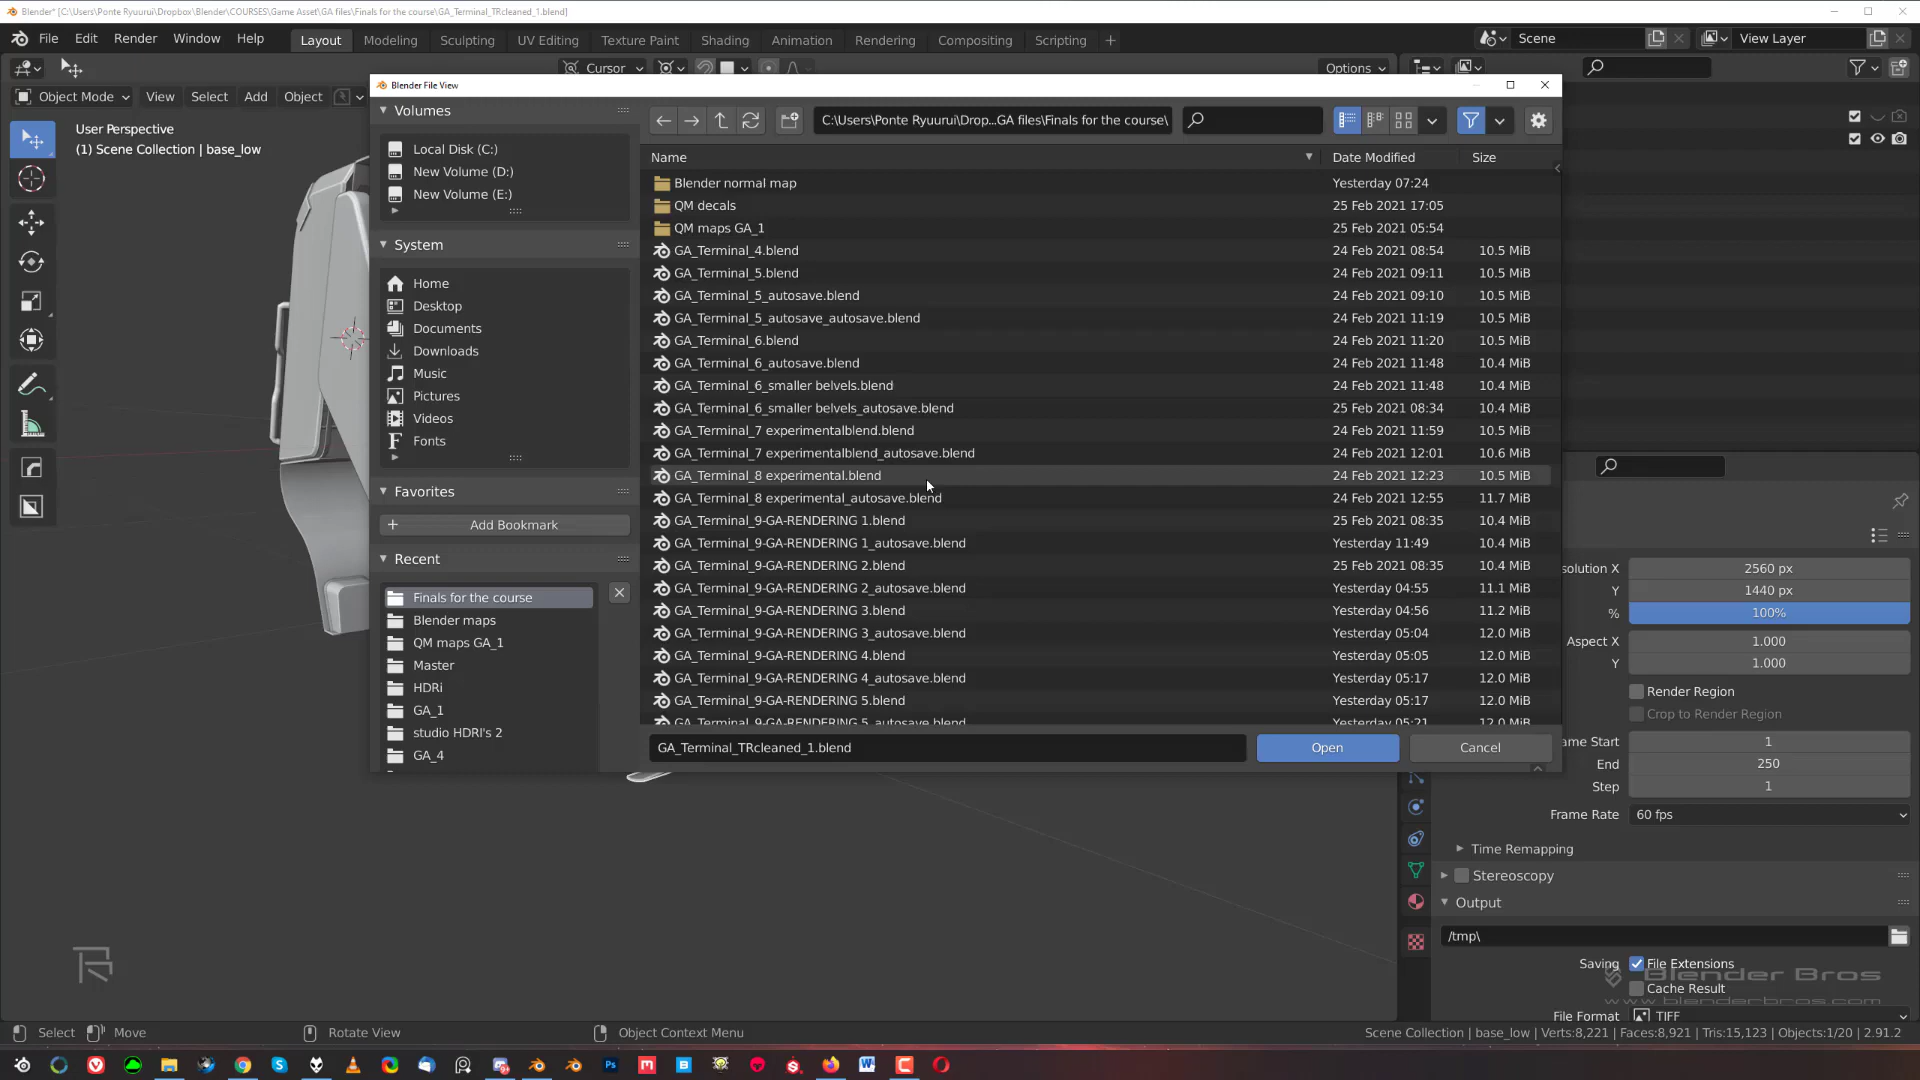 Blender* [C:\Users\Ponte Ryuurui\Dropbox\Blender\COURSES\Game Asset\GA files\Finals for the course\GA_Terminal_TRcleaned_1.blend]
File Edit Render Window Help Layout Modeling Sculpting UV Editing Texture Paint Shading Animation Rendering Compositing Scripting + Scene View Layer
Cursor Options
Object Mode View Select Add Object
User Perspective
(1) Scene Collection | base_low
Blender File View
Volumes
Local Disk (C:)
New Volume (D:)
New Volume (E:)
System
Home
Desktop
Documents
Downloads
Music
Pictures
Videos
Fonts
Favorites
+ Add Bookmark
Recent
Finals for the course
Blender maps
QM maps GA_1
Master
HDRi
GA_1
studio HDRI's 2
GA_4
C:\Users\Ponte Ryuurui\Drop...GA files\Finals for the course\
Name Date Modified Size
Blender normal map Yesterday 07:24
QM decals 25 Feb 2021 17:05
QM maps GA_1 25 Feb 2021 05:54
GA_Terminal_4.blend 24 Feb 2021 08:54 10.5 MiB
GA_Terminal_5.blend 24 Feb 2021 09:11 10.5 MiB
GA_Terminal_5_autosave.blend 24 Feb 2021 09:10 10.5 MiB
GA_Terminal_5_autosave_autosave.blend 24 Feb 2021 11:19 10.5 MiB
GA_Terminal_6.blend 24 Feb 2021 11:20 10.5 MiB
GA_Terminal_6_autosave.blend 24 Feb 2021 11:48 10.4 MiB
GA_Terminal_6_smaller belvels.blend 24 Feb 2021 11:48 10.4 MiB
GA_Terminal_6_smaller belvels_autosave.blend 25 Feb 2021 08:34 10.4 MiB
GA_Terminal_7 experimentalblend.blend 24 Feb 2021 11:59 10.5 MiB
GA_Terminal_7 experimentalblend_autosave.blend 24 Feb 2021 12:01 10.6 MiB
GA_Terminal_8 experimental.blend 24 Feb 2021 12:23 10.5 MiB
GA_Terminal_8 experimental_autosave.blend 24 Feb 2021 12:55 11.7 MiB
GA_Terminal_9-GA-RENDERING 1.blend 25 Feb 2021 08:35 10.4 MiB
GA_Terminal_9-GA-RENDERING 1_autosave.blend Yesterday 11:49 10.4 MiB
GA_Terminal_9-GA-RENDERING 2.blend 25 Feb 2021 08:35 10.4 MiB
GA_Terminal_9-GA-RENDERING 2_autosave.blend Yesterday 04:55 11.1 MiB
GA_Terminal_9-GA-RENDERING 3.blend Yesterday 04:56 11.2 MiB
GA_Terminal_9-GA-RENDERING 3_autosave.blend Yesterday 05:04 12.0 MiB
GA_Terminal_9-GA-RENDERING 4.blend Yesterday 05:05 12.0 MiB
GA_Terminal_9-GA-RENDERING 4_autosave.blend Yesterday 05:17 12.0 MiB
GA_Terminal_9-GA-RENDERING 5.blend Yesterday 05:17 12.0 MiB
GA_Terminal_9-GA-RENDERING 5_autosave.blend Yesterday 05:21 12.0 MiB
GA_Terminal_TRcleaned_1.blend Open Cancel
olution X 2560 px
Y 1440 px
% 100%
Aspect X 1.000
Y 1.000
Render Region
Crop to Render Region
ame Start 1
End 250
Step 1
Frame Rate 60 fps
Time Remapping
Stereoscopy
Output
/tmp\
Saving File Extensions
Cache Result
File Format TIFF
Blender Bros
www.blenderbros.com
Select Move Rotate View Object Context Menu Scene Collection | base_low | Verts:8,221 | Faces:8,921 | Tris:15,123 | Objects:1/20 | 2.91.2